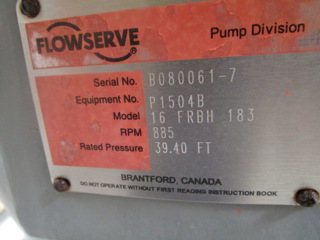 FLOWSERVE
Pump Division
Serial No. B080061-7
Equipment No. P1504B
Model 16 FRBH 183
RPM 885
Rated Pressure 39.40 FT
BRANTFORD, CANADA
DO NOT OPERATE WITHOUT FIRST READING INSTRUCTION BOOK